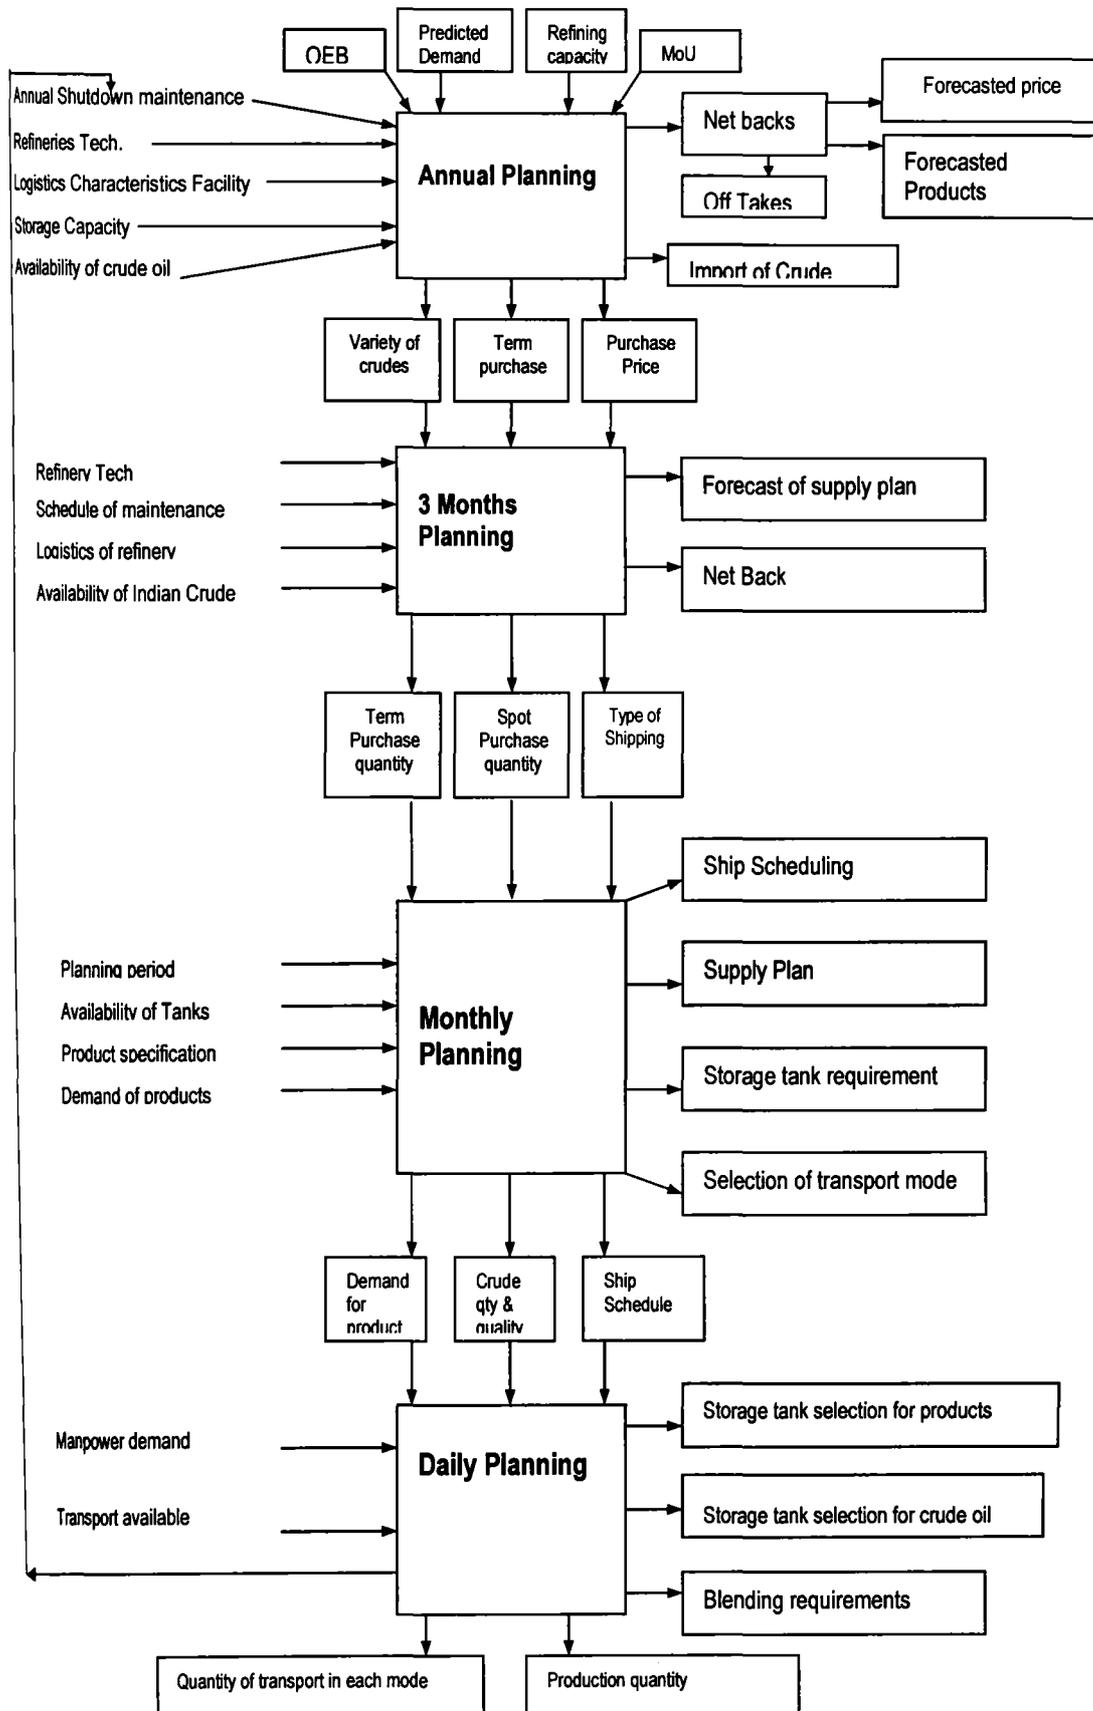 OEB
Predicted
Demand
Refining
capacity
MoU
Annual Shutdown maintenance
Refineries Tech.
Logistics Characteristics Facility
Storage Capacity
Availability of crude oil
Annual Planning
Net backs
Forecasted price
Forecasted
Products
Off Takes
Import of Crude
Variety of
crudes
Term
purchase
Purchase
Price
Refinery Tech
Schedule of maintenance
Logistics of refinery
Availability of Indian Crude
3 Months
Planning
Forecast of supply plan
Net Back
Term
Purchase
quantity
Spot
Purchase
quantity
Type of
Shipping
Planning period
Availability of Tanks
Product specification
Demand of products
Monthly
Planning
Ship Scheduling
Supply Plan
Storage tank requirement
Selection of transport mode
Demand
for
product
Crude
qty &
quality
Ship
Schedule
Manpower demand
Transport available
Daily Planning
Storage tank selection for products
Storage tank selection for crude oil
Blending requirements
Quantity of transport in each mode
Production quantity